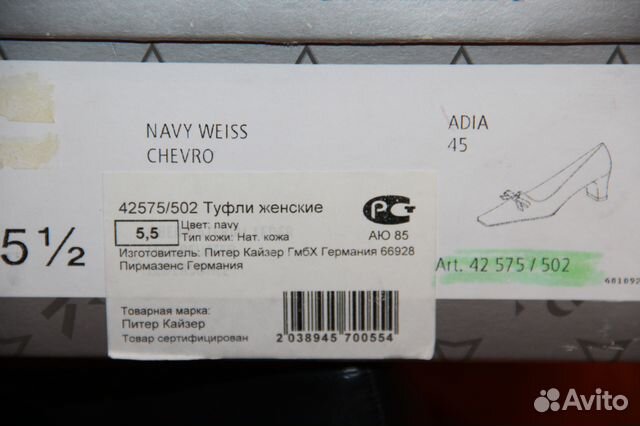 NAVY WEISS
CHEVRO
ADIA
45
5 ½
42575/502 Туфли женские
5,5
Цвет: navy
Тип кожи: Нат. кожа
РСТ
АЮ 85
Изготовитель: Питер Кайзер ГмбХ Германия 66928
Пирмазенс Германия
Art. 42 575 / 502
Товарная марка:
Питер Кайзер
Товар сертифицирован
2 038945 700554
Avito